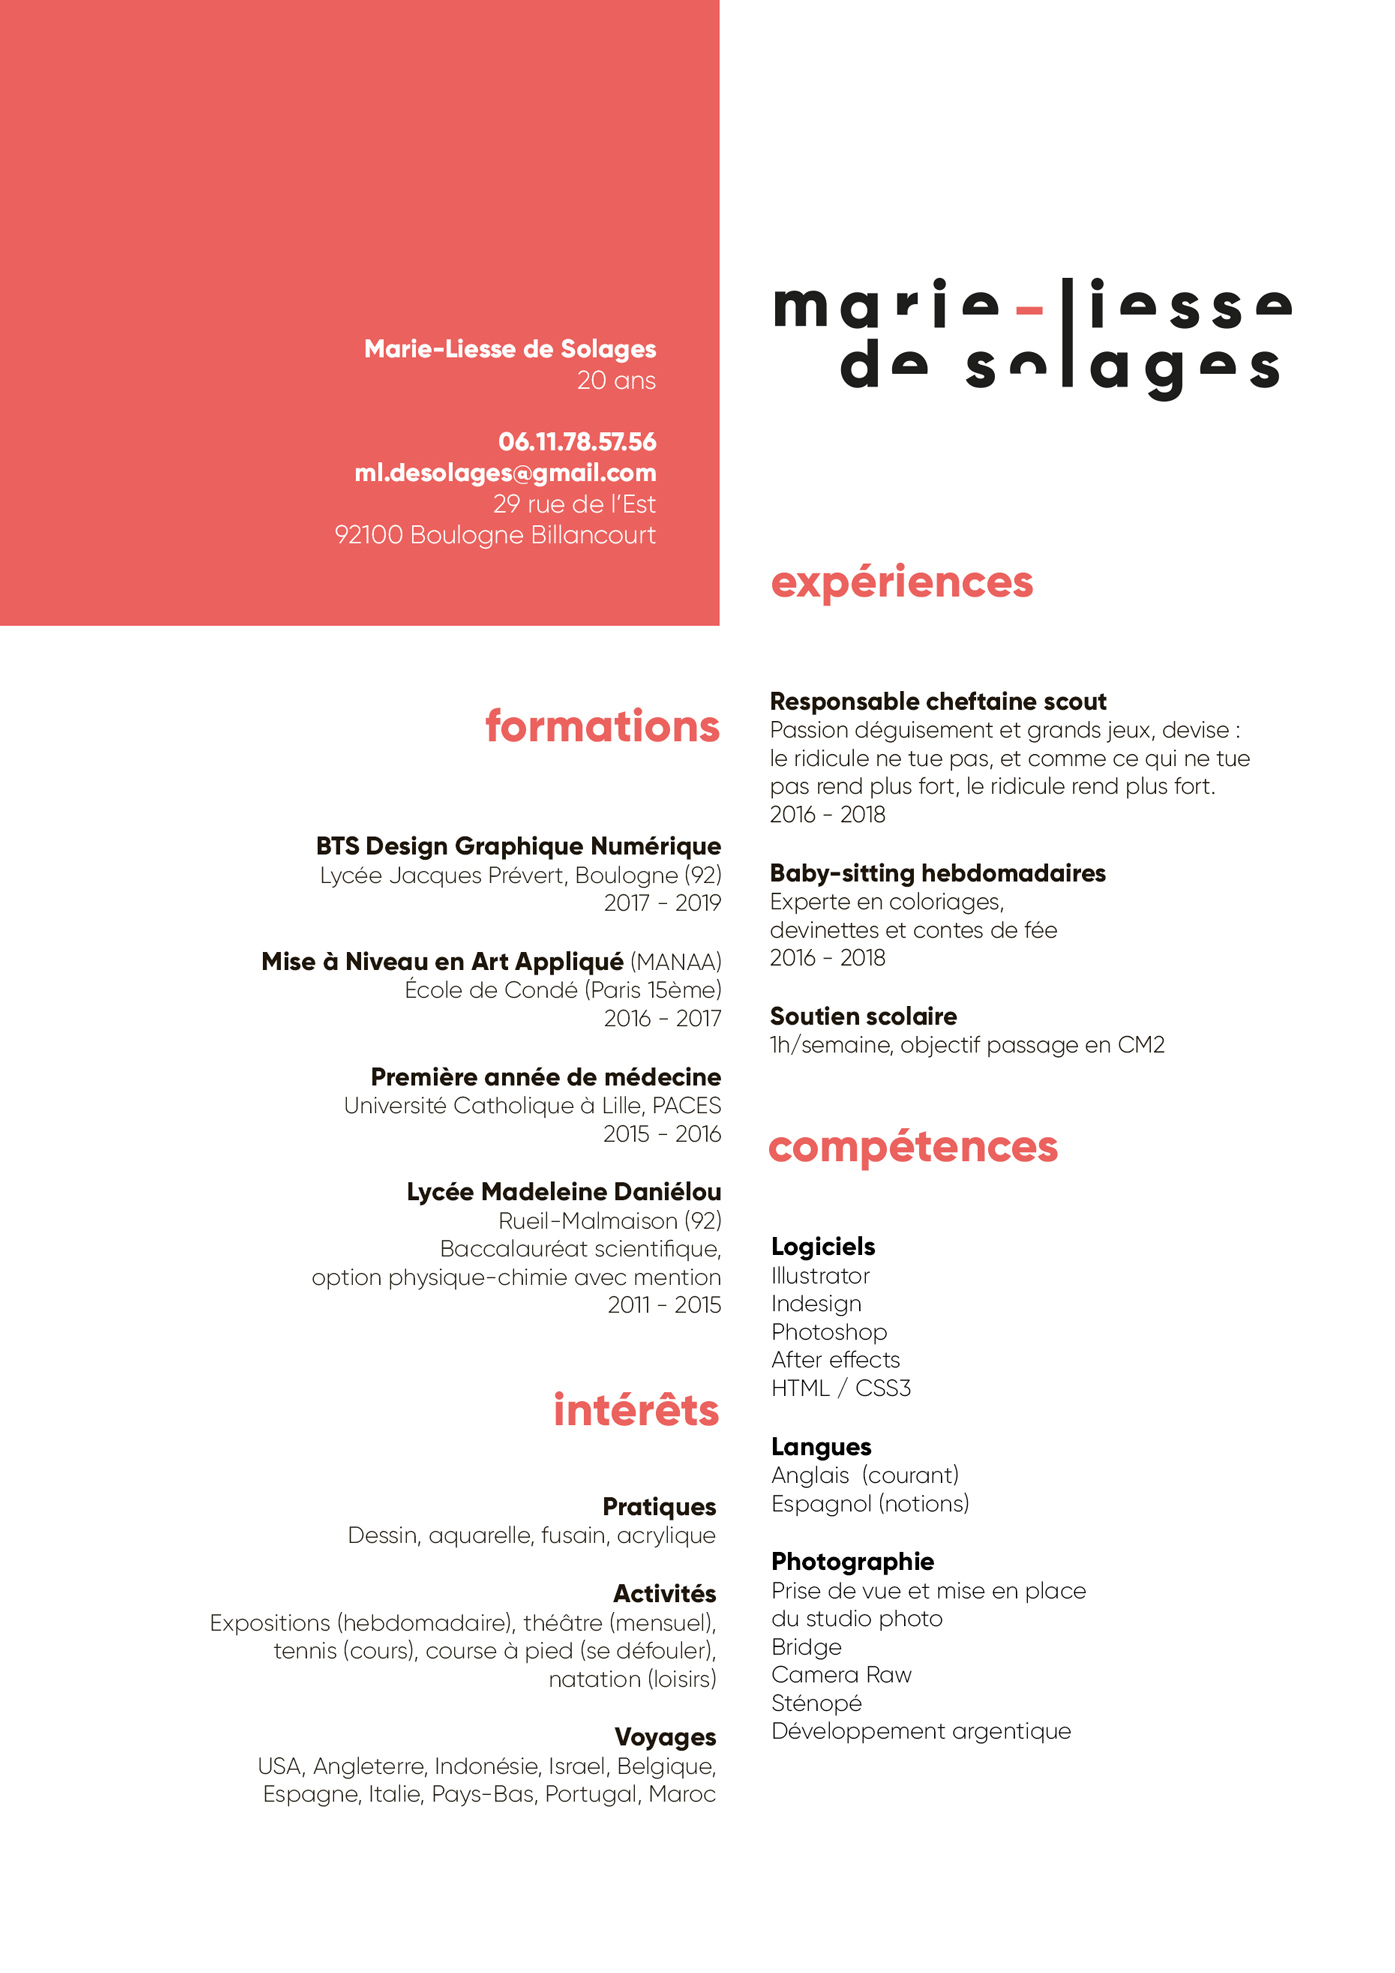 Marie-Liesse de Solages
20 ans
06.11.78.57.56
ml.desolages@gmail.com
29 rue de l’Est
92100 Boulogne Billancourt
marie-liesse
de solages
formations
BTS Design Graphique Numérique
Lycée Jacques Prévert, Boulogne (92)
2017 - 2019
Mise à Niveau en Art Appliqué (MANAA)
École de Condé (Paris 15ème)
2016 - 2017
Première année de médecine
Université Catholique à Lille, PACES
2015 - 2016
Lycée Madeleine Daniélou
Rueil-Malmaison (92)
Baccalauréat scientifique,
option physique-chimie avec mention
2011 - 2015
intérêts
Pratiques
Dessin, aquarelle, fusain, acrylique
Activités
Expositions (hebdomadaire), théâtre (mensuel),
tennis (cours), course à pied (se défouler),
natation (loisirs)
Voyages
USA, Angleterre, Indonésie, Israel, Belgique,
Espagne, Italie, Pays-Bas, Portugal, Maroc
expériences
Responsable cheftaine scout
Passion déguisement et grands jeux, devise :
le ridicule ne tue pas, et comme ce qui ne tue
pas rend plus fort, le ridicule rend plus fort.
2016 - 2018
Baby-sitting hebdomadaires
Experte en coloriages,
devinettes et contes de fée
2016 - 2018
Soutien scolaire
1h/semaine, objectif passage en CM2
compétences
Logiciels
Illustrator
Indesign
Photoshop
After effects
HTML / CSS3
Langues
Anglais  (courant)
Espagnol (notions)
Photographie
Prise de vue et mise en place
du studio photo
Bridge
Camera Raw
Sténopé
Développement argentique